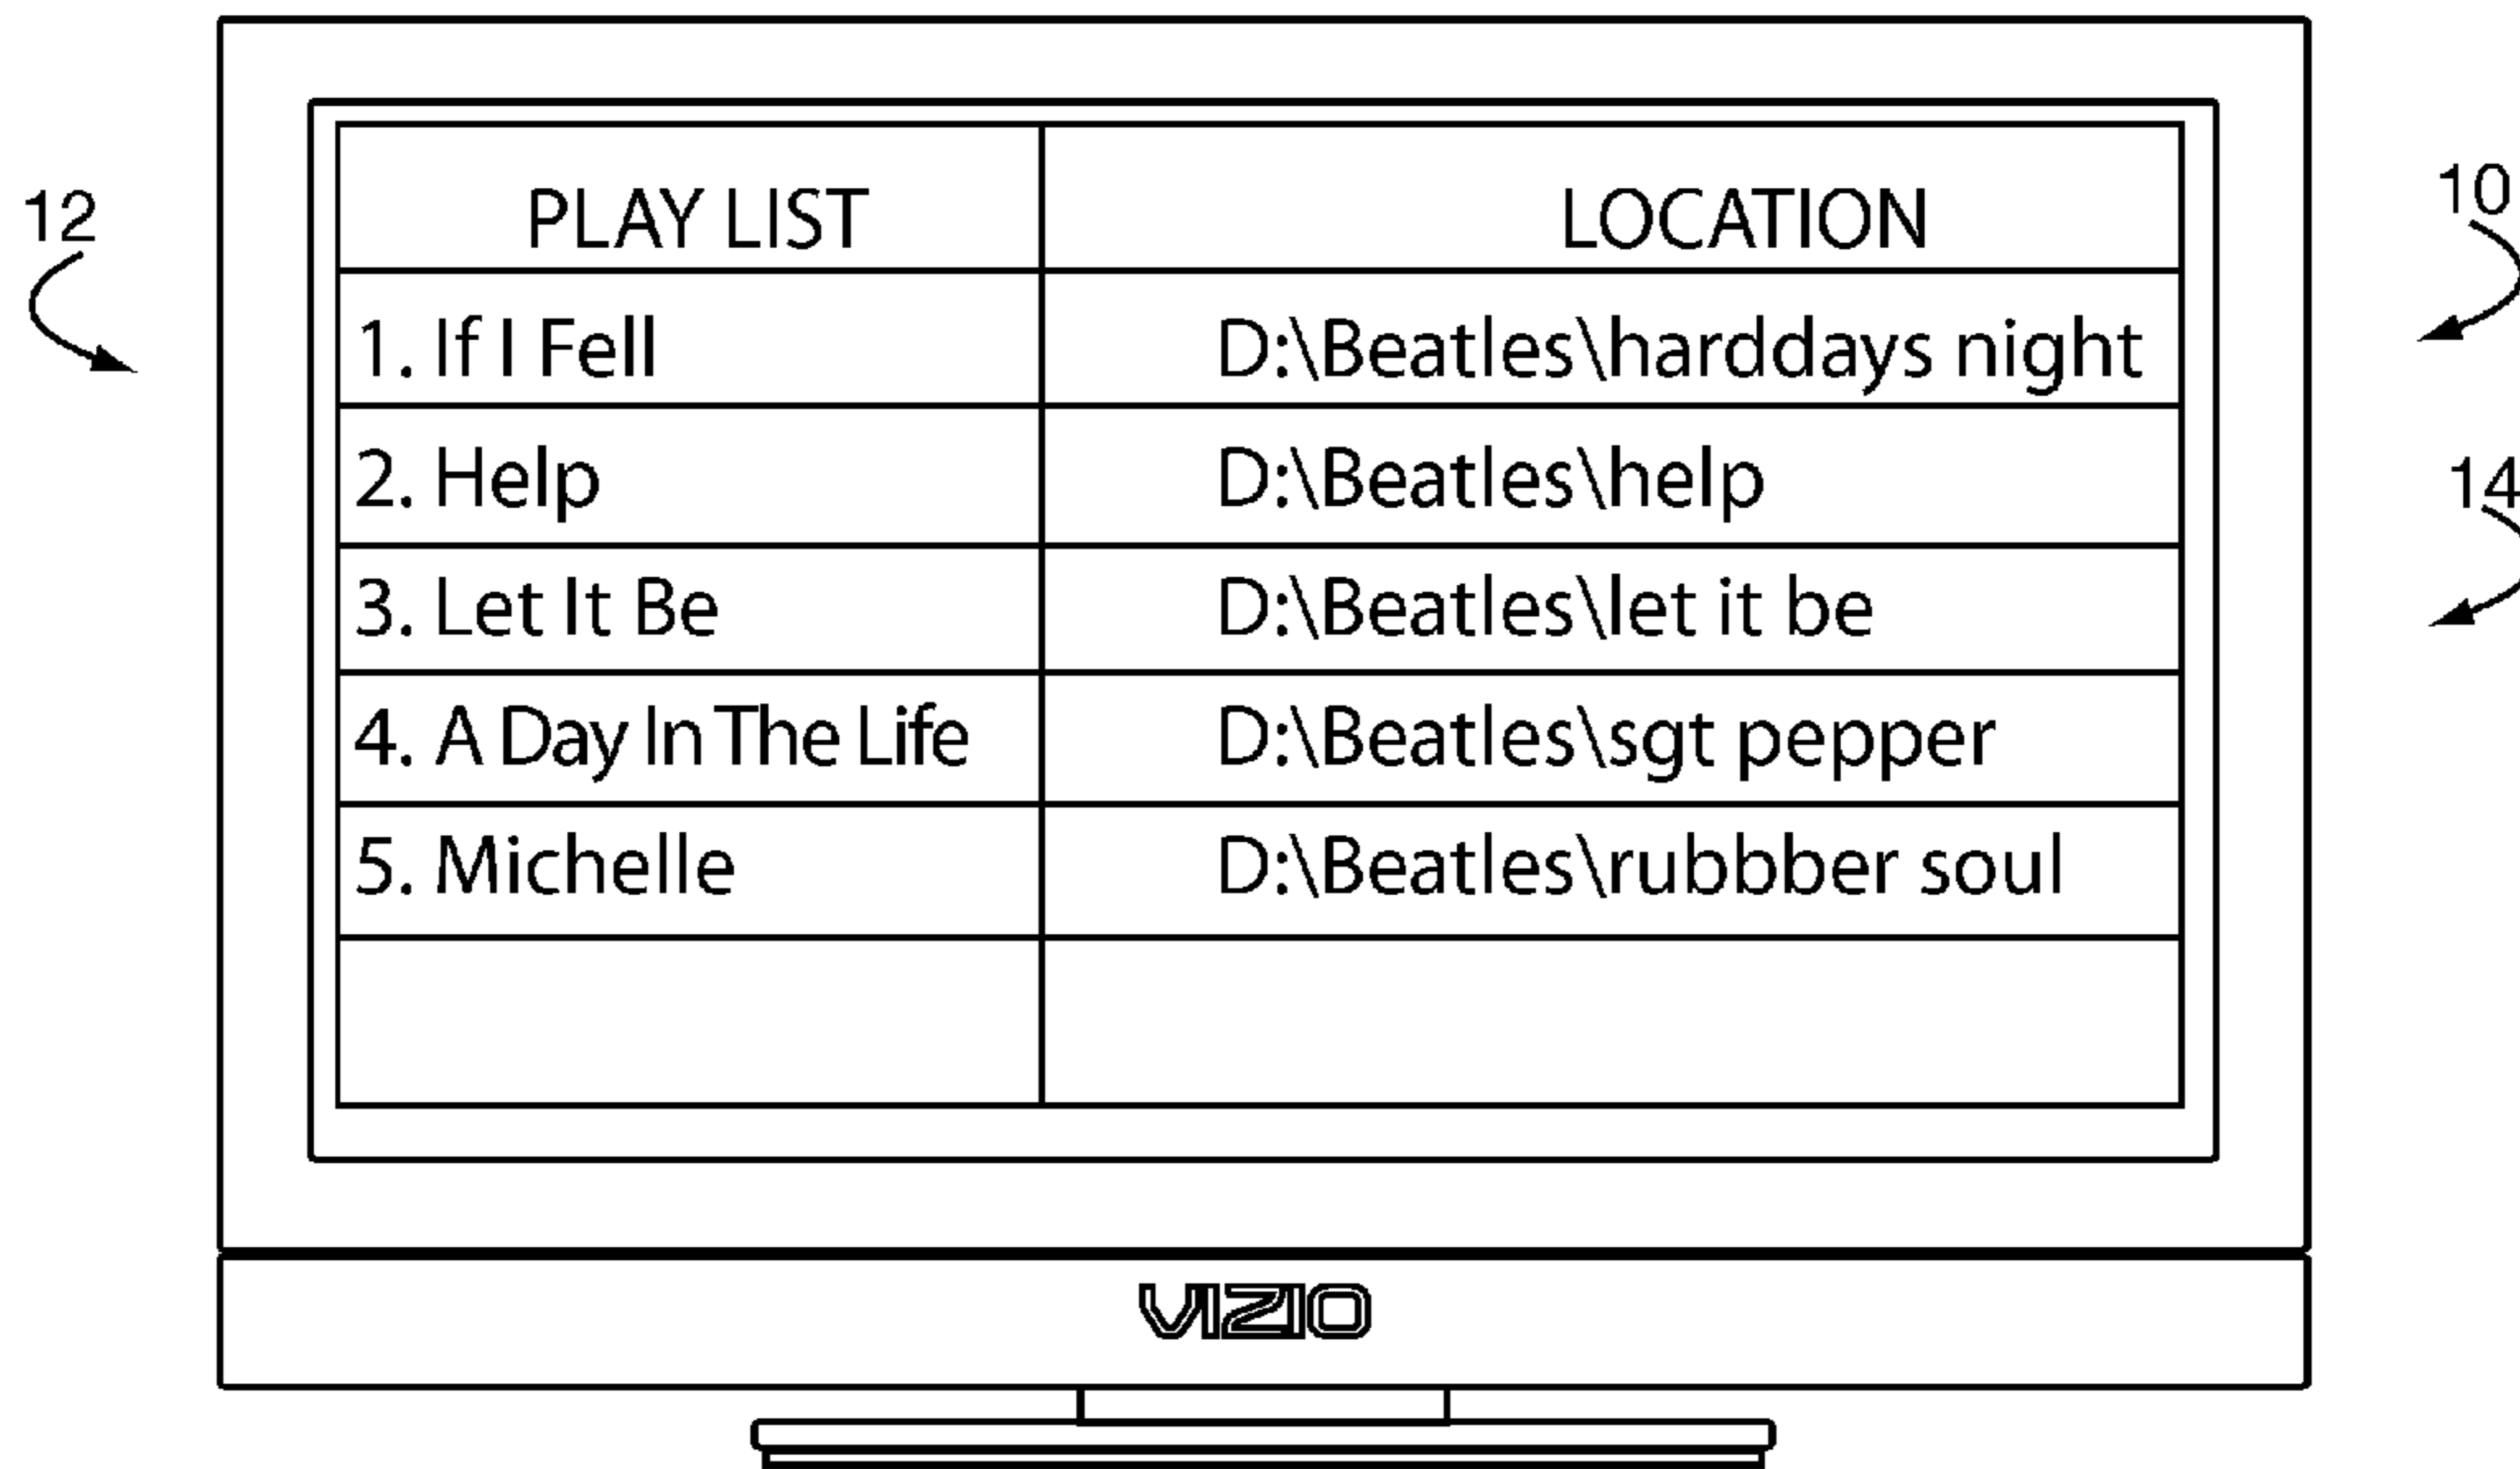 PLAY LIST LOCATION
12
10
1. If I Fell D:\Beatles\harddays night
2. Help D:\Beatles\help
14
3. Let It Be D:\Beatles\let it be
4. A Day In The Life D:\Beatles\sgt pepper
5. Michelle D:\Beatles\rubbber soul
VIZIO